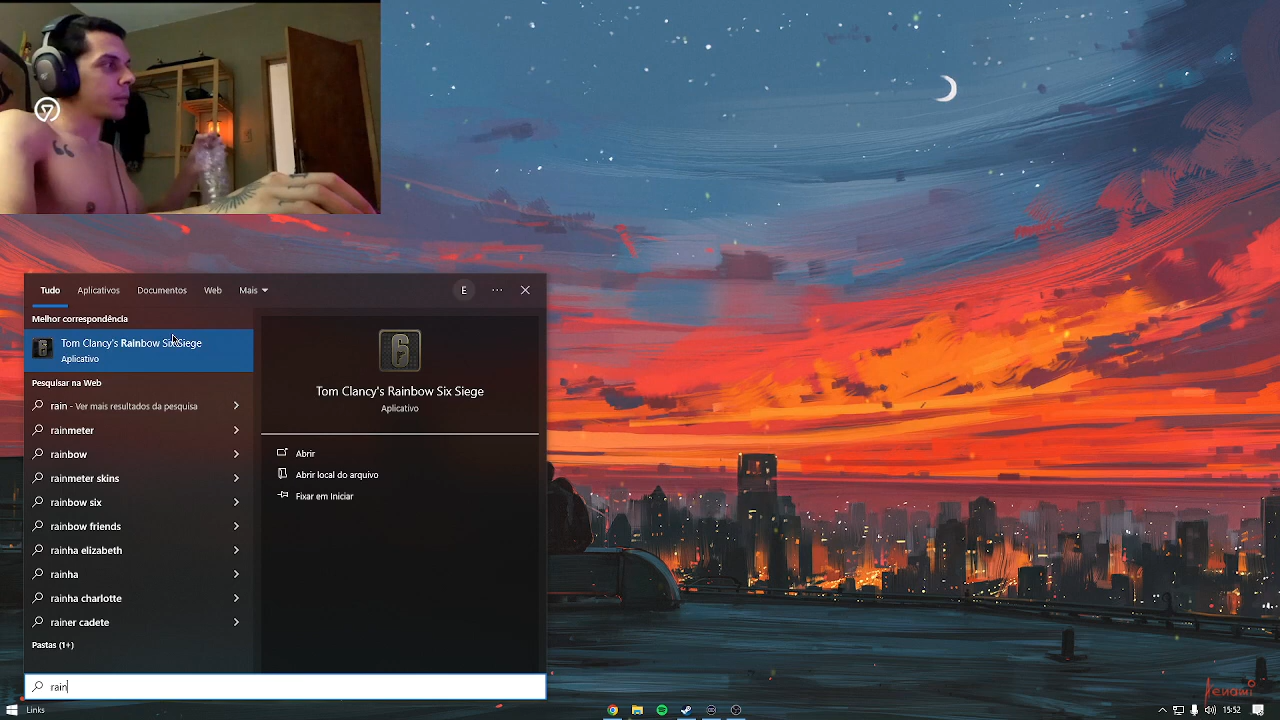 Tudo
Aplicativos
Documentos
Web
Mais
E
Melhor correspondência
Tom Clancy's Rainbow Six Siege
Aplicativo
Pesquisar na Web
rain - Ver mais resultados da pesquisa
rainmeter
rainbow
rainmeter skins
rainbow six
rainbow friends
rainha elizabeth
rainha
rainha charlotte
rainer cadete
Pastas (1+)
rain
Tom Clancy's Rainbow Six Siege
Aplicativo
Abrir
Abrir local do arquivo
Fixar em Iniciar
Links
15:52